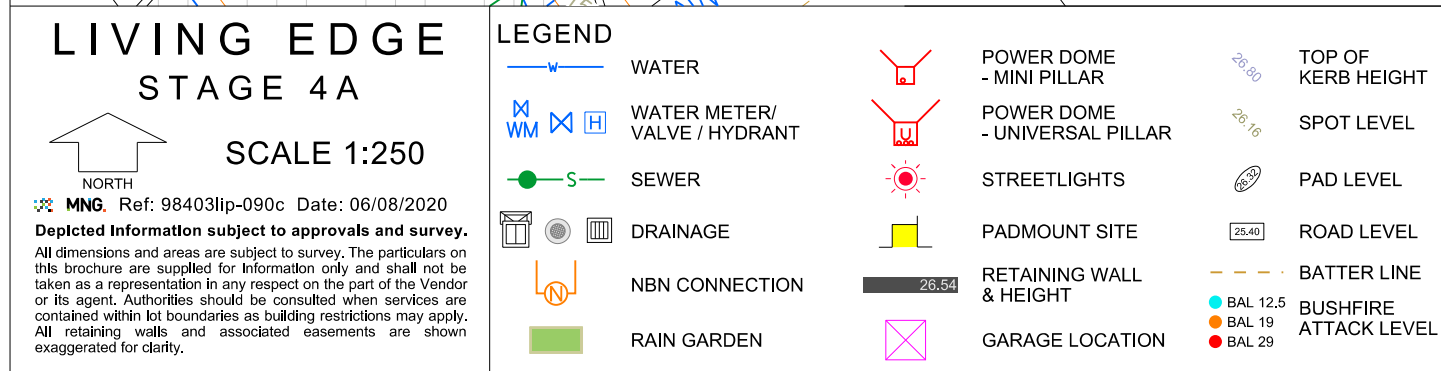 LIVING EDGE
STAGE 4A
NORTH
SCALE 1:250
MNG. Ref: 98403lip-090c Date: 06/08/2020
Depicted Information subject to approvals and survey.
All dimensions and areas are subject to survey. The particulars on
this brochure are supplied for information only and shall not be
taken as a representation in any respect on the part of the Vendor
or its agent. Authorities should be consulted when services are
contained within lot boundaries as building restrictions may apply.
All retaining walls and associated easements are shown
exaggerated for clarity.
LEGEND
W
WATER
WM
H
WATER METER/
VALVE / HYDRANT
S
SEWER
DRAINAGE
N
NBN CONNECTION
RAIN GARDEN
POWER DOME
- MINI PILLAR
U
POWER DOME
- UNIVERSAL PILLAR
STREETLIGHTS
PADMOUNT SITE
26.54
RETAINING WALL
& HEIGHT
GARAGE LOCATION
26.80
TOP OF
KERB HEIGHT
26.16
SPOT LEVEL
26.32
PAD LEVEL
25.40
ROAD LEVEL
BATTER LINE
BAL 12.5
BAL 19
BAL 29
BUSHFIRE
ATTACK LEVEL